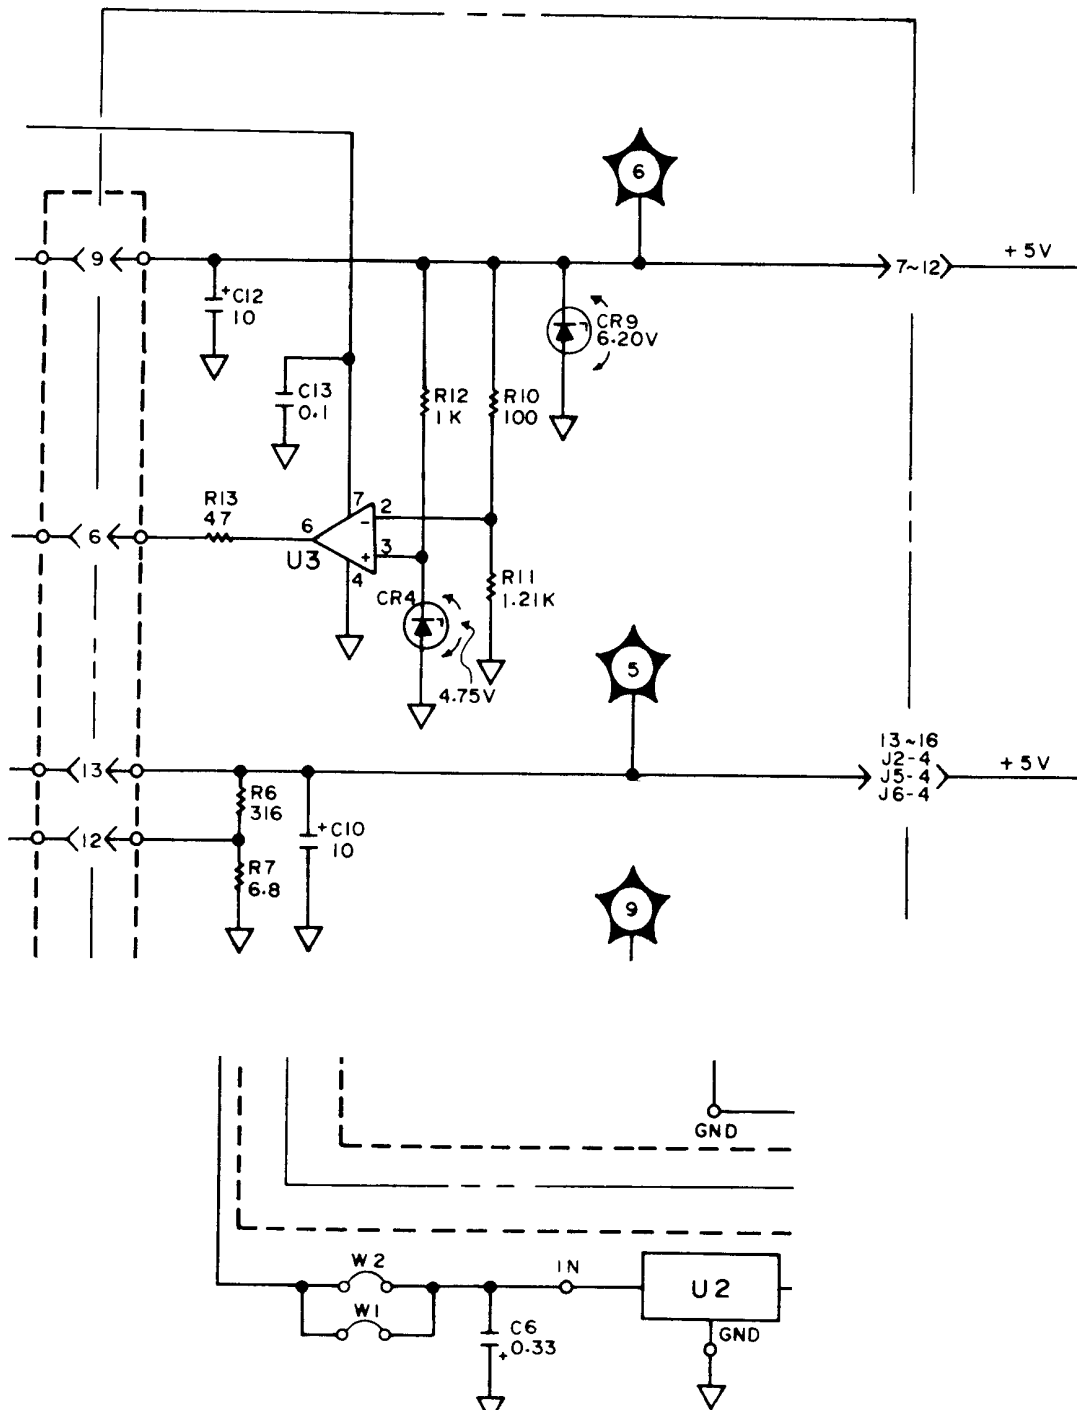 6
9
+ 5V
7~12
+ C12
10
CR9
6.20V
C13
0.1
R12
1K
R10
100
R13
47
7
2
-
6
6
U3
3
+
4
R11
1.21K
CR4
5
4.75V
13~16
J2-4
J5-4
J6-4
+ 5V
13
R6
316
+ C10
10
12
R7
6.8
9
GND
W2
IN
U2
W1
C6
+ 0.33
GND